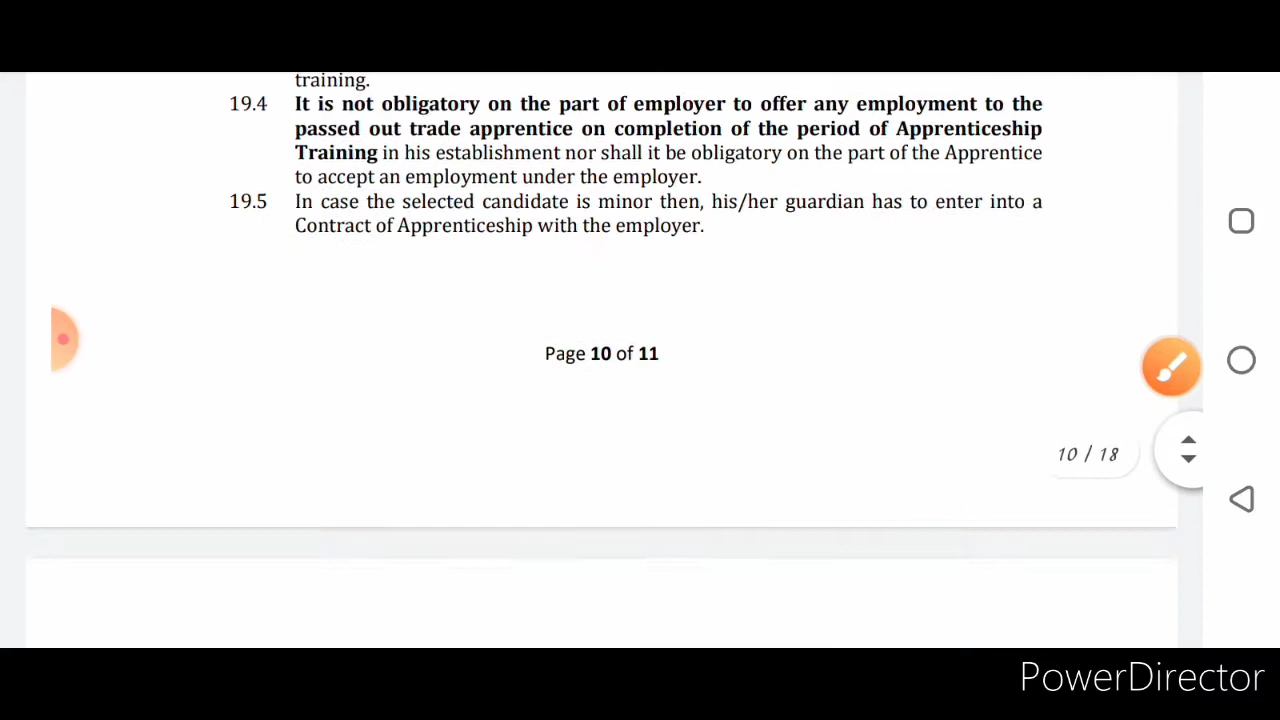 training.
19.4 It is not obligatory on the part of employer to offer any employment to the
passed out trade apprentice on completion of the period of Apprenticeship
Training in his establishment nor shall it be obligatory on the part of the Apprentice
to accept an employment under the employer.
19.5 In case the selected candidate is minor then, his/her guardian has to enter into a
Contract of Apprenticeship with the employer.
Page 10 of 11
10 / 18
PowerDirector